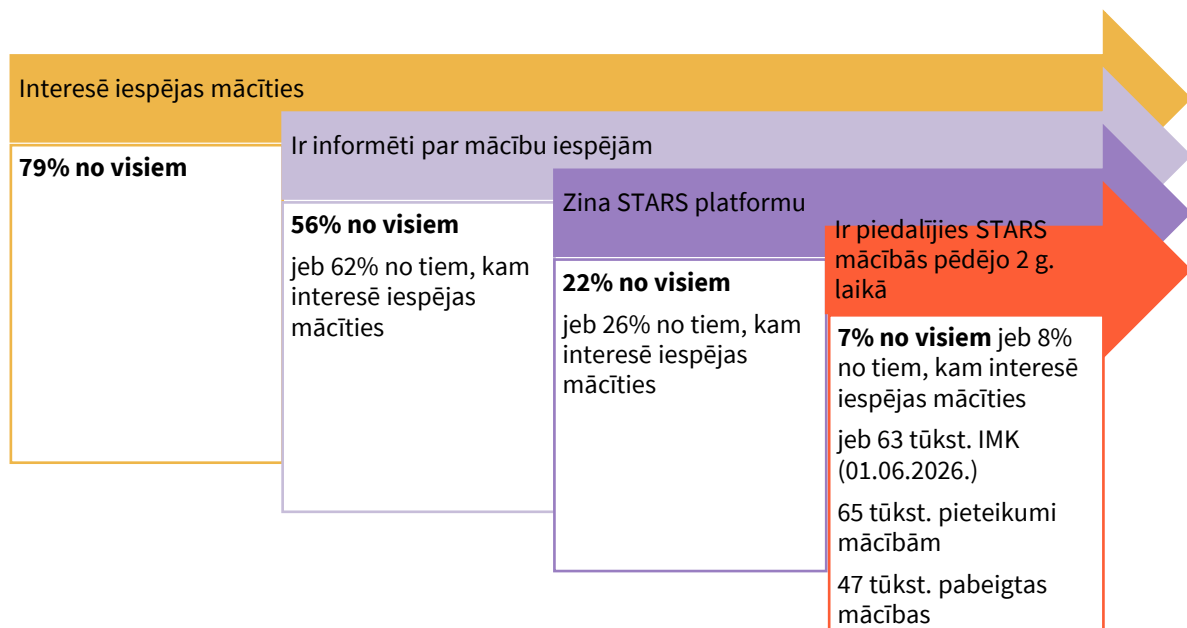 Interesē iespējas mācīties
79% no visiem
Ir informēti par mācību iespējām
56% no visiem
jeb 62% no tiem, kam
interesē iespējas
mācīties
Zina STARS platformu
22% no visiem
jeb 26% no tiem, kam
interesē iespējas
mācīties
Ir piedalījies STARS
mācībās pēdējo 2 g.
laikā
7% no visiem jeb 8%
no tiem, kam interesē
iespējas mācīties
jeb 63 tūkst. IMK
(01.06.2026.)
65 tūkst. pieteikumi
mācībām
47 tūkst. pabeigtas
mācības